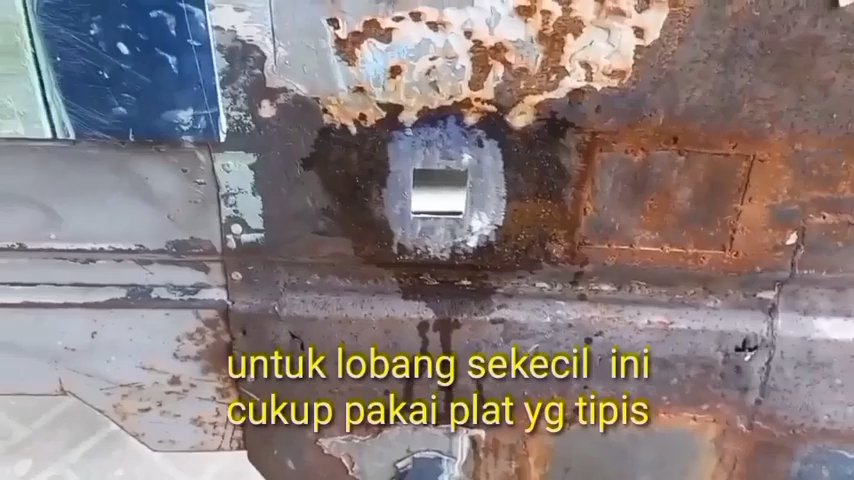 untuk lobang sekecil ini
cukup pakai plat yg tipis